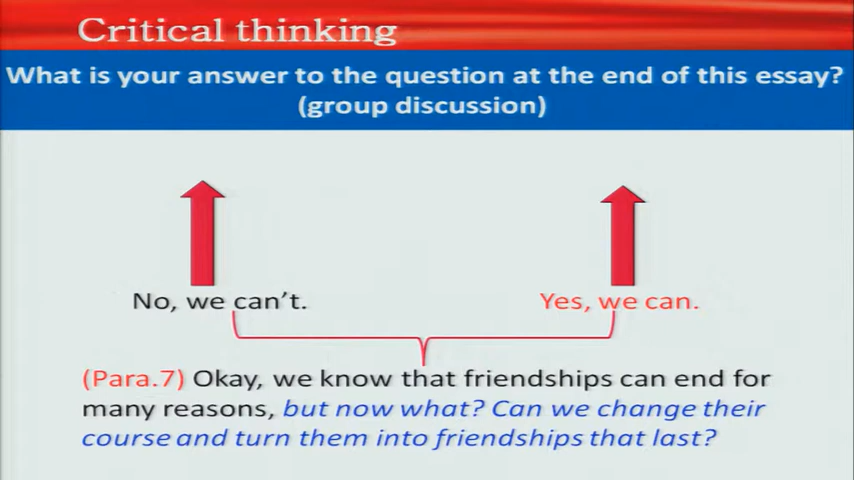 Critical thinking
What is your answer to the question at the end of this essay?
(group discussion)
No, we can't.
Yes, we can.
(Para.7) Okay, we know that friendships can end for
many reasons, but now what? Can we change their
course and turn them into friendships that last?